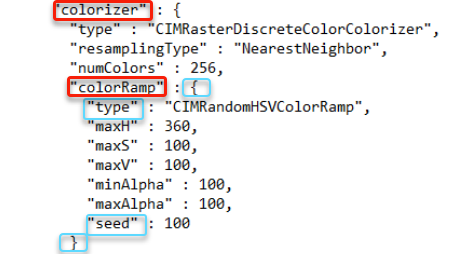 "colorizer" : {
"type" : "CIMRasterDiscreteColorColorizer",
"resamplingType" : "NearestNeighbor",
"numColors" : 256,
"colorRamp" : {
"type" : "CIMRandomHSVColorRamp",
"maxH" : 360,
"maxS" : 100,
"maxV" : 100,
"minAlpha" : 100,
"maxAlpha" : 100,
"seed" : 100
}